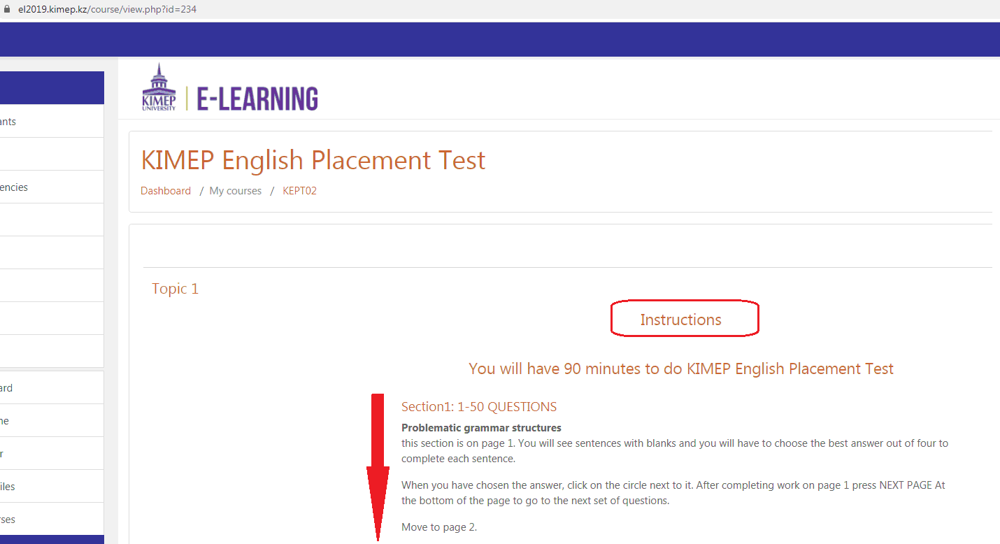 el2019.kimep.kz/course/view.php?id=234
KIMEP
UNIVERSITY
E-LEARNING
ants
encies
ard
me
r
iles
rses
KIMEP English Placement Test
Dashboard / My courses / KEPT02
Topic 1
Instructions
You will have 90 minutes to do KIMEP English Placement Test
Section1: 1-50 QUESTIONS
Problematic grammar structures
this section is on page 1. You will see sentences with blanks and you will have to choose the best answer out of four to
complete each sentence.
When you have chosen the answer, click on the circle next to it. After completing work on page 1 press NEXT PAGE At
the bottom of the page to go to the next set of questions.
Move to page 2.